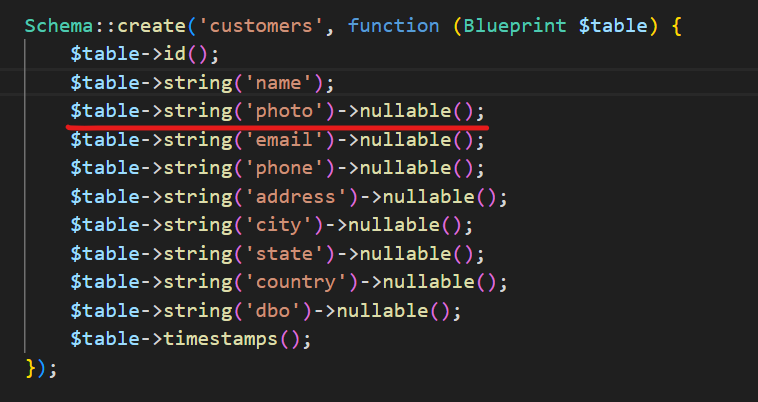 Schema::create('customers', function (Blueprint $table) {
$table->id();
$table->string('name');
$table->string('photo')->nullable();
$table->string('email')->nullable();
$table->string('phone')->nullable();
$table->string('address')->nullable();
$table->string('city')->nullable();
$table->string('state')->nullable();
$table->string('country')->nullable();
$table->string('dbo')->nullable();
$table->timestamps();
});